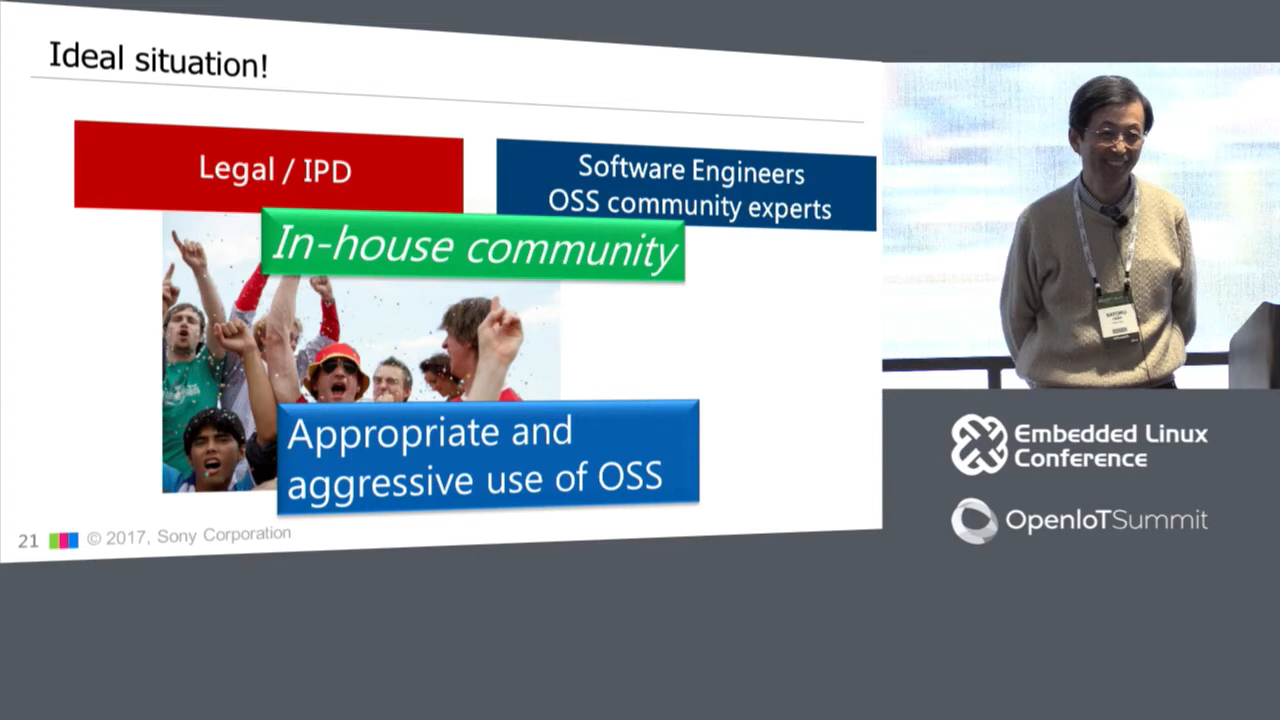 Ideal situation!
Legal / IPD
Software Engineers
OSS community experts
In-house community
Appropriate and
aggressive use of OSS
21 © 2017, Sony Corporation
SATORU
Embedded Linux
Conference
OpenIoTSummit